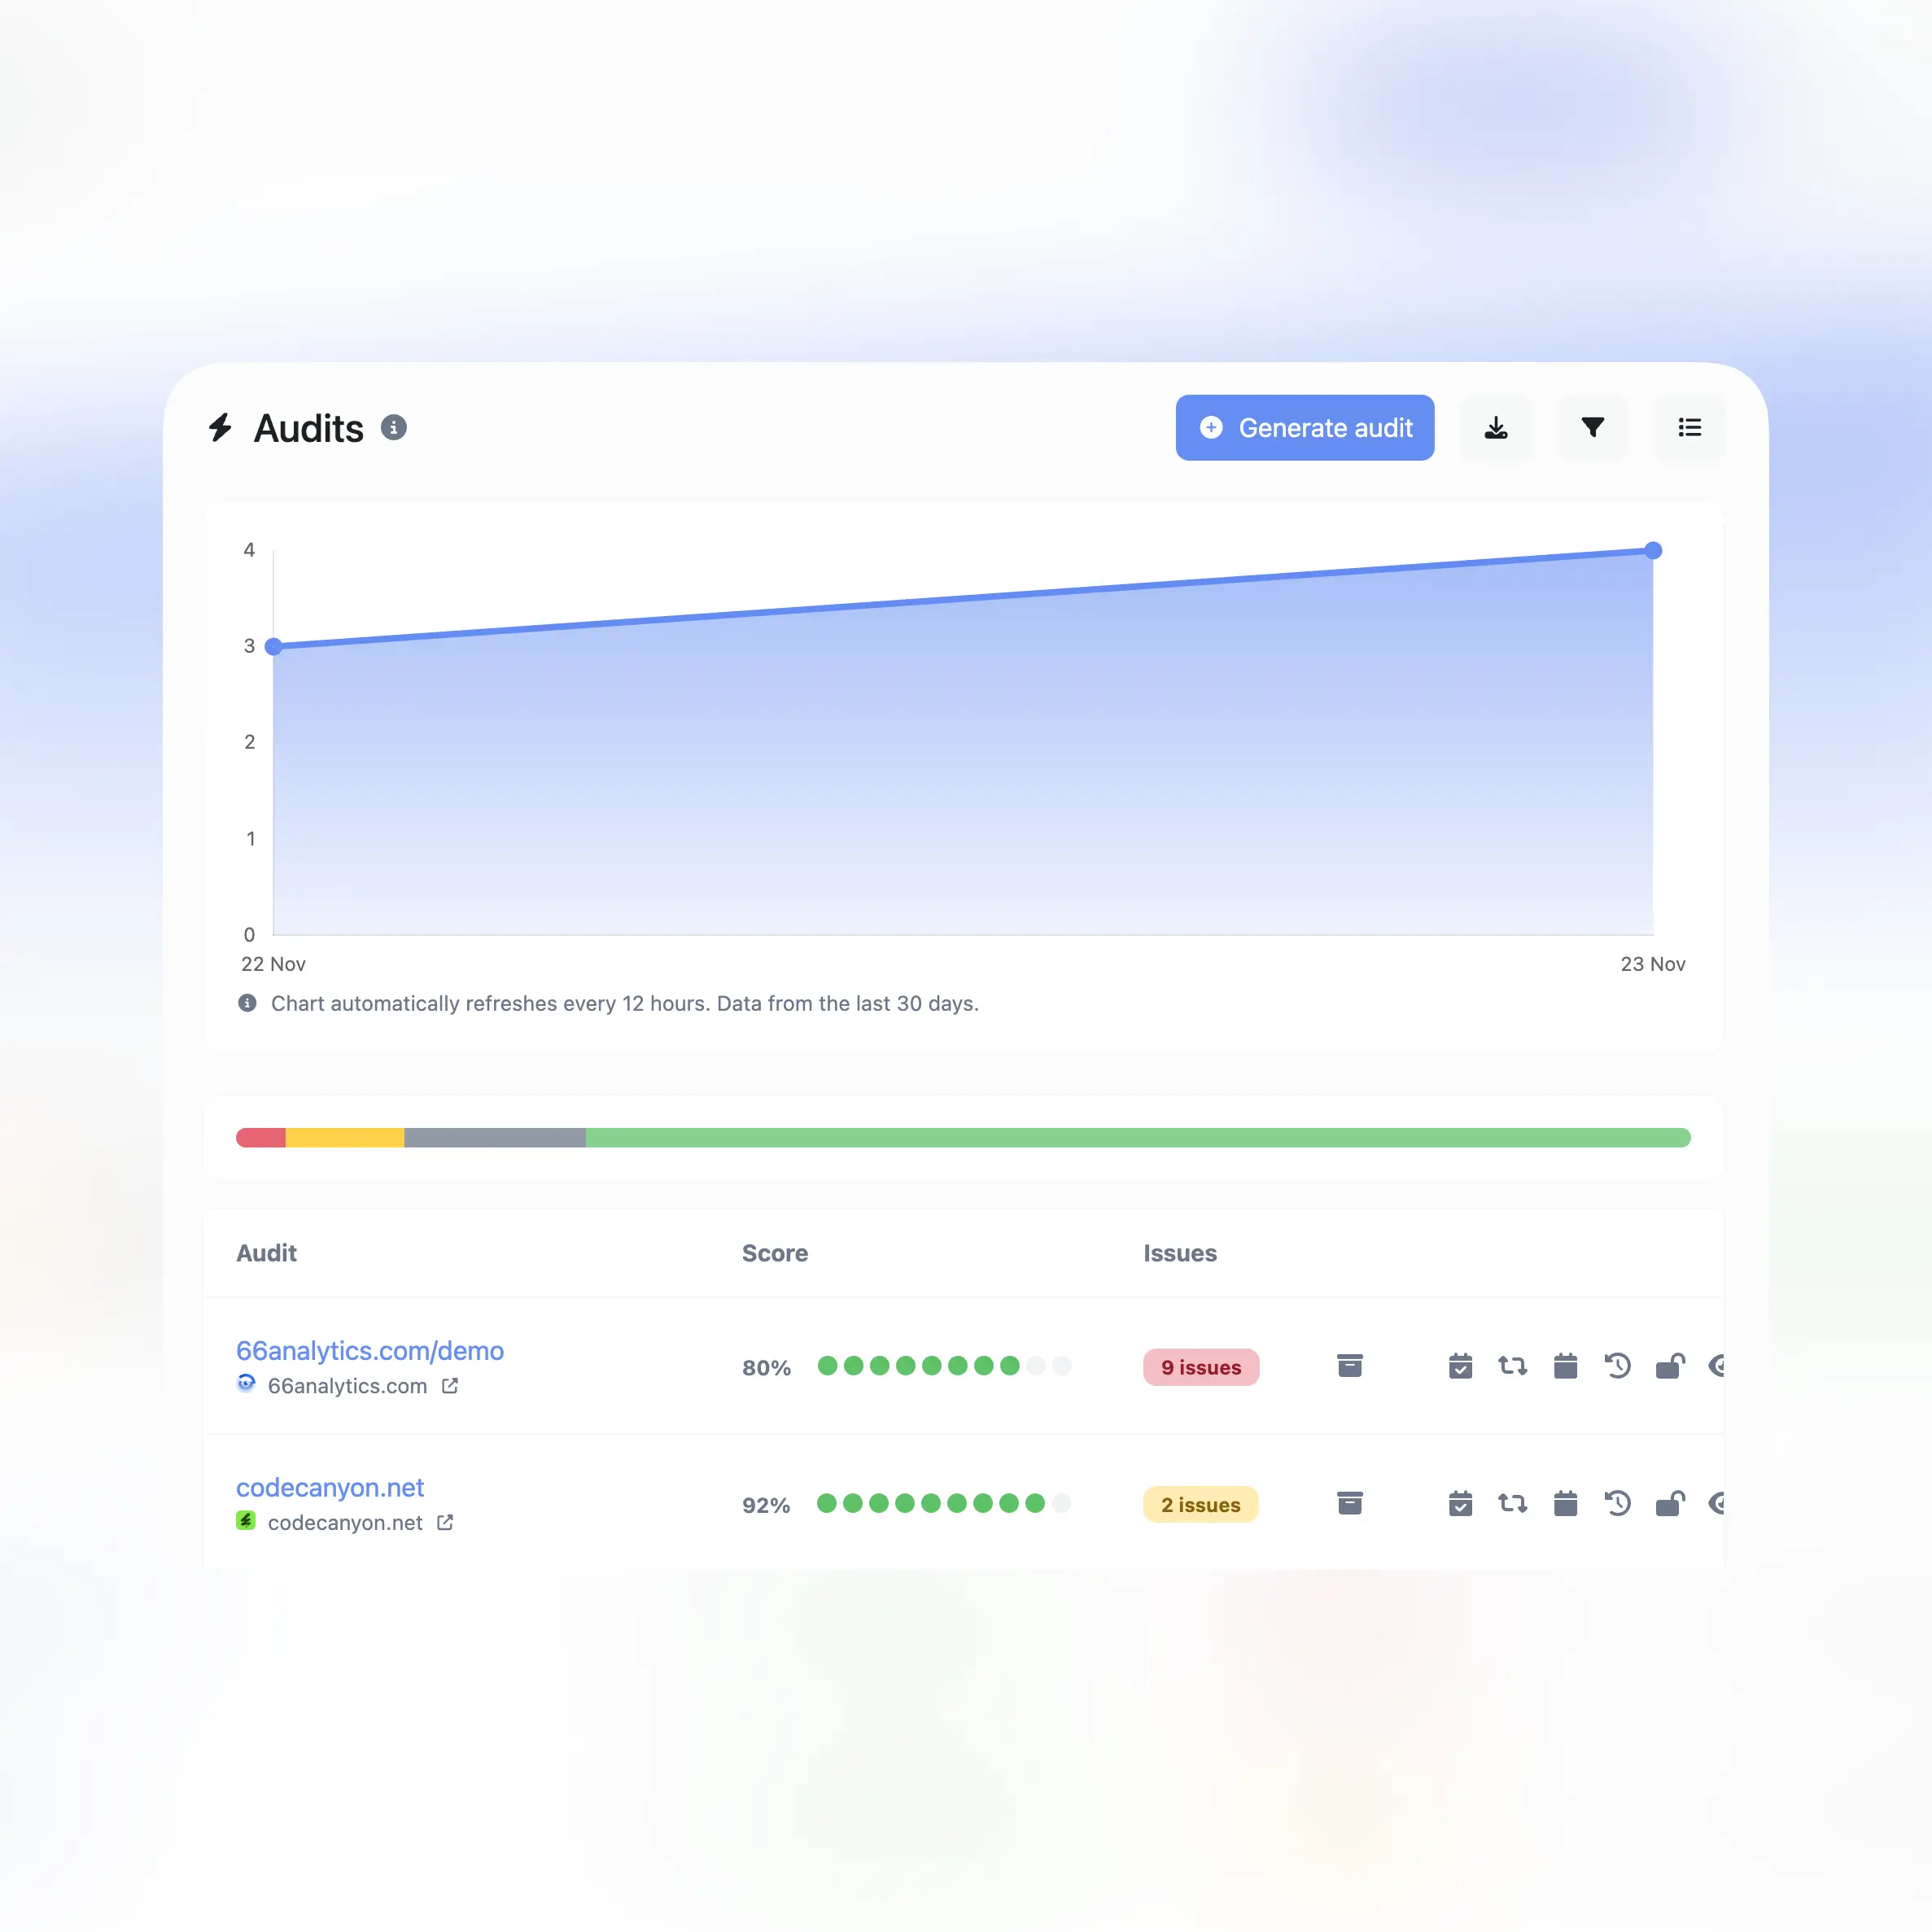 Audits
Generate audit
4
3
2
1
0
22 Nov
23 Nov
Chart automatically refreshes every 12 hours. Data from the last 30 days.
Audit
Score
Issues
66analytics.com/demo
66analytics.com
80%
9 issues
codecanyon.net
codecanyon.net
92%
2 issues